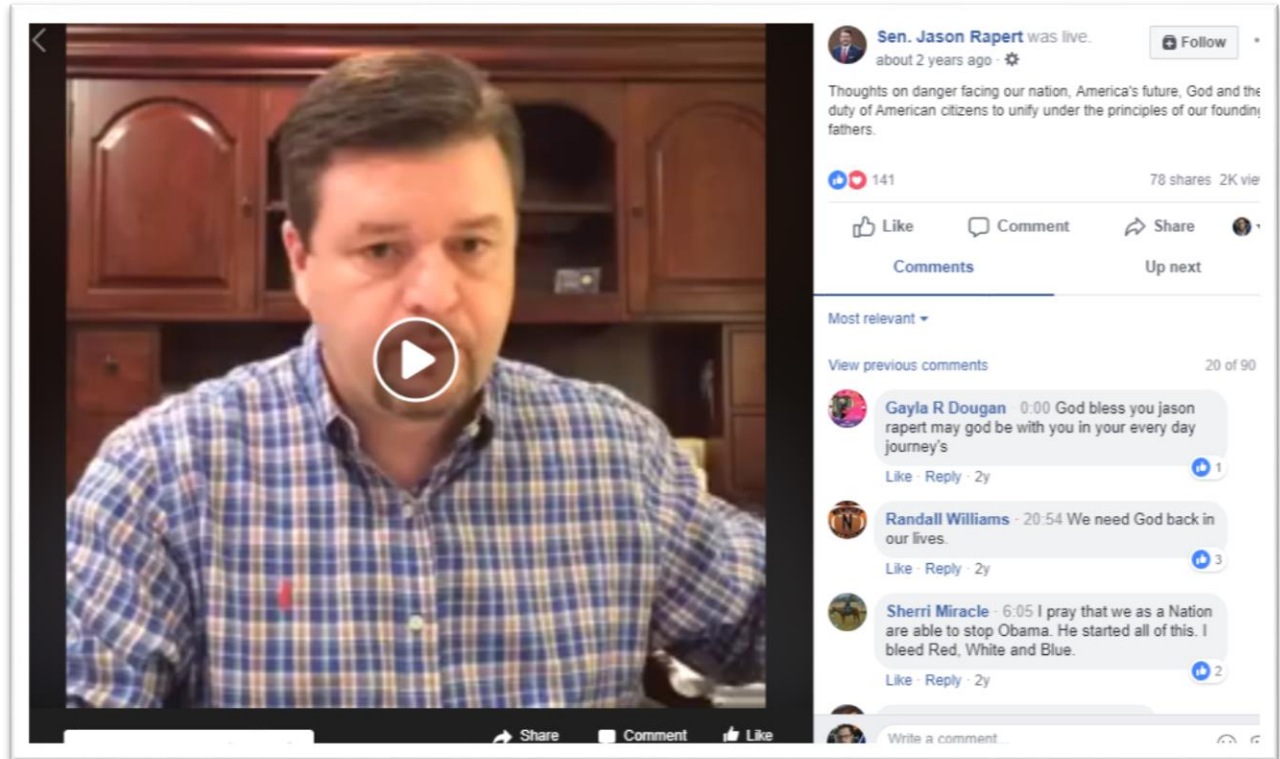 Sen. Jason Rapert was live.
Follow
about 2 years ago ·
Thoughts on danger facing our nation, America's future, God and the
duty of American citizens to unify under the principles of our founding
fathers.
141
78 shares 2K vie
Like
Comment
Share
Comments
Up next
Most relevant
View previous comments
20 of 90
Gayla R Dougan · 0:00 God bless you jason
rapert may god be with you in your every day
journey's
1
Like · Reply · 2y
Randall Williams · 20:54 We need God back in
our lives.
3
Like · Reply · 2y
Sherri Miracle · 6:05 I pray that we as a Nation
are able to stop Obama. He started all of this. I
bleed Red, White and Blue.
2
Like · Reply · 2y
Write a comment...
Share
Comment
Like